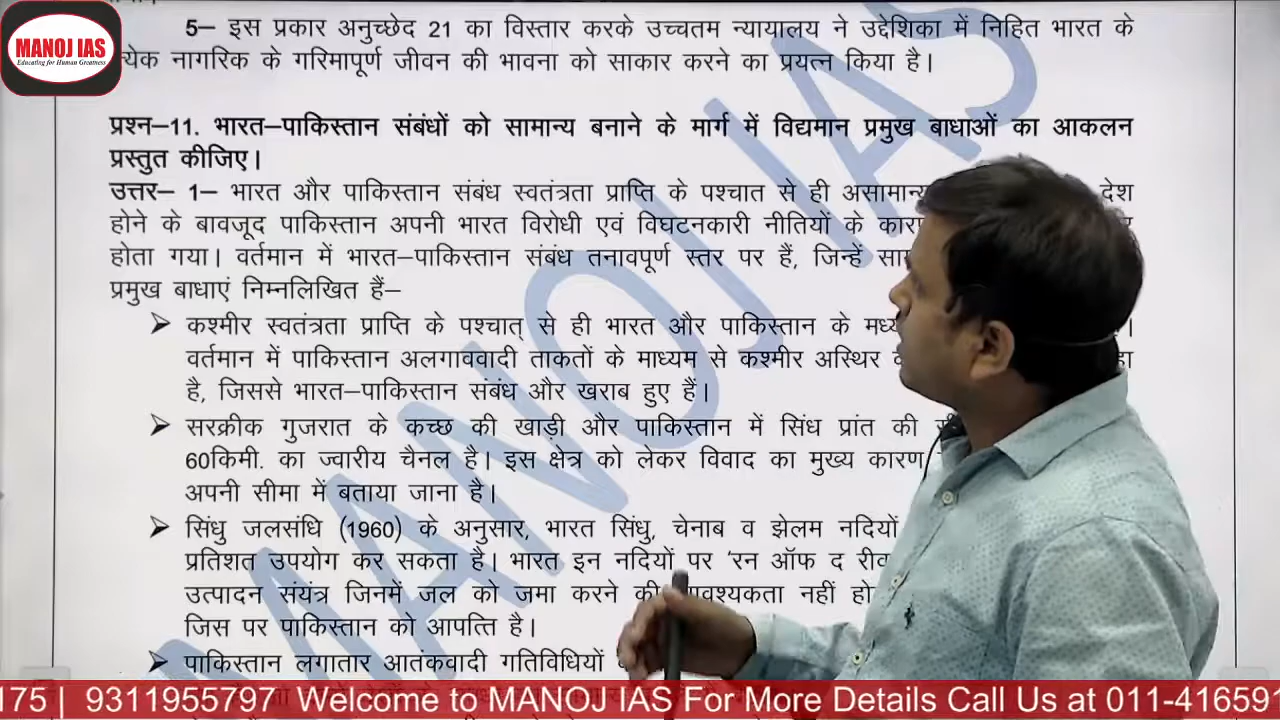 MANOJ IAS
Educating for Human Greatness
5– इस प्रकार अनुच्छेद 21 का विस्तार करके उच्चतम न्यायालय ने उद्देशिका में निहित भारत के
नागरिक के गरिमापूर्ण जीवन की भावना को साकार करने का प्रयत्न किया है।
प्रश्न–11. भारत–पाकिस्तान संबंधों को सामान्य बनाने के मार्ग में विद्यमान प्रमुख बाधाओं का आकलन
प्रस्तुत कीजिए।
उत्तर– 1– भारत और पाकिस्तान संबंध स्वतंत्रता प्राप्ति के पश्चात से ही असामान्य देश
होने के बावजूद पाकिस्तान अपनी भारत विरोधी एवं विघटनकारी नीतियों के
होता गया। वर्तमान में भारत–पाकिस्तान संबंध तनावपूर्ण स्तर पर हैं, जिन्हें
प्रमुख बाधाएं निम्नलिखित हैं–
➤ कश्मीर स्वतंत्रता प्राप्ति के पश्चात् से ही भारत और पाकिस्तान के
वर्तमान में पाकिस्तान अलगाववादी ताकतों के माध्यम से कश्मीर अस्थिर
है, जिससे भारत–पाकिस्तान संबंध और खराब हुए हैं।
➤ सरक्रीक गुजरात के कच्छ की खाड़ी और पाकिस्तान में सिंध प्रांत की
60किमी. का ज्वारीय चैनल है। इस क्षेत्र को लेकर विवाद का मुख्य कारण
अपनी सीमा में बताया जाना है।
➤ सिंधु जलसंधि (1960) के अनुसार, भारत सिंधु, चेनाब व झेलम नदियों
प्रतिशत उपयोग कर सकता है। भारत इन नदियों पर 'रन ऑफ द
उत्पादन संयंत्र जिनमें जल को जमा करने की नहीं
जिस पर पाकिस्तान को आपत्ति है।
➤ पाकिस्तान लगातार आतंकवादी गतिविधियों
MANOJ IAS
175 | 9311955797 Welcome to MANOJ IAS For More Details Call Us at 011-41659